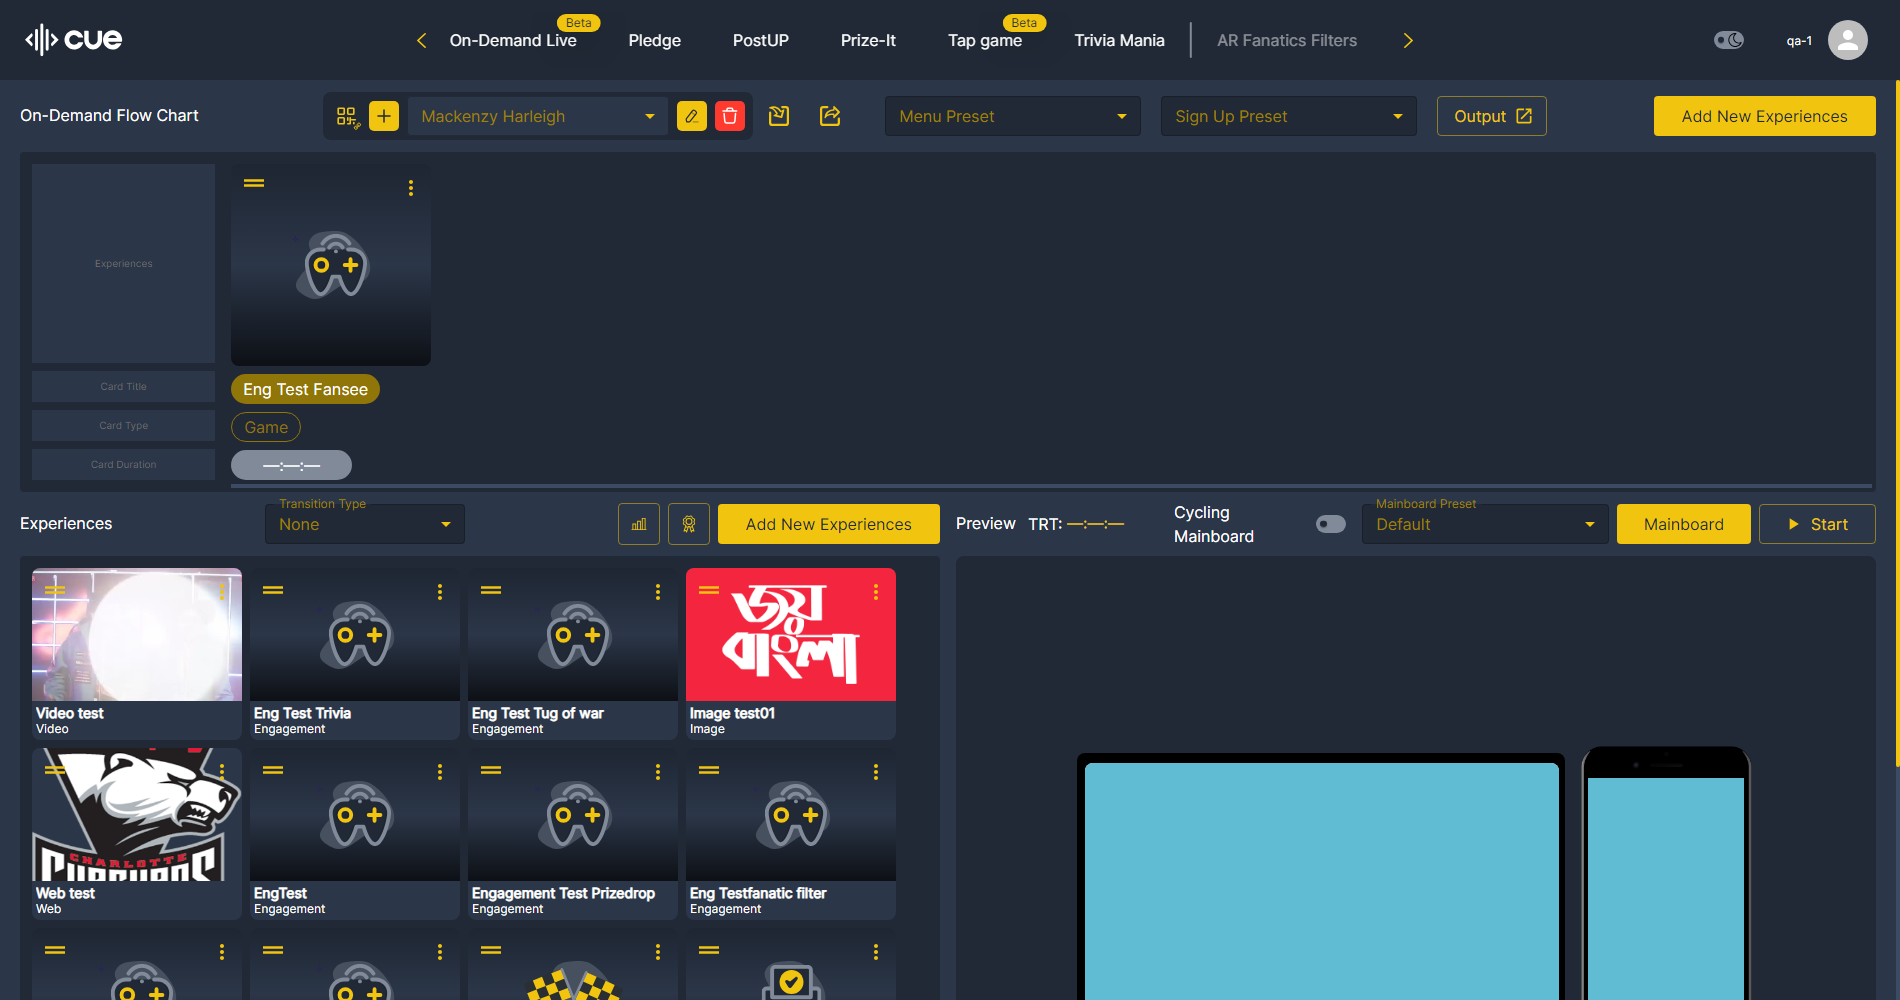 cue
On-Demand Live
Beta
Pledge
PostUP
Prize-It
Tap game
Beta
Trivia Mania
AR Fanatics Filters
qa-1
On-Demand Flow Chart
Mackenzy Harleigh
Menu Preset
Sign Up Preset
Output
Add New Experiences
Experiences
Card Title
Eng Test Fansee
Card Type
Game
Card Duration
—:—:—
Experiences
Transition Type
None
Add New Experiences
Preview
TRT: —:—:—
Cycling
Mainboard
Mainboard Preset
Default
Mainboard
Start
জয়
বাংলা
Video test
Video
Eng Test Trivia
Engagement
Eng Test Tug of war
Engagement
Image test01
Image
CHARLOTTE
Web test
Web
EngTest
Engagement
Engagement Test Prizedrop
Engagement
Eng Testfanatic filter
Engagement